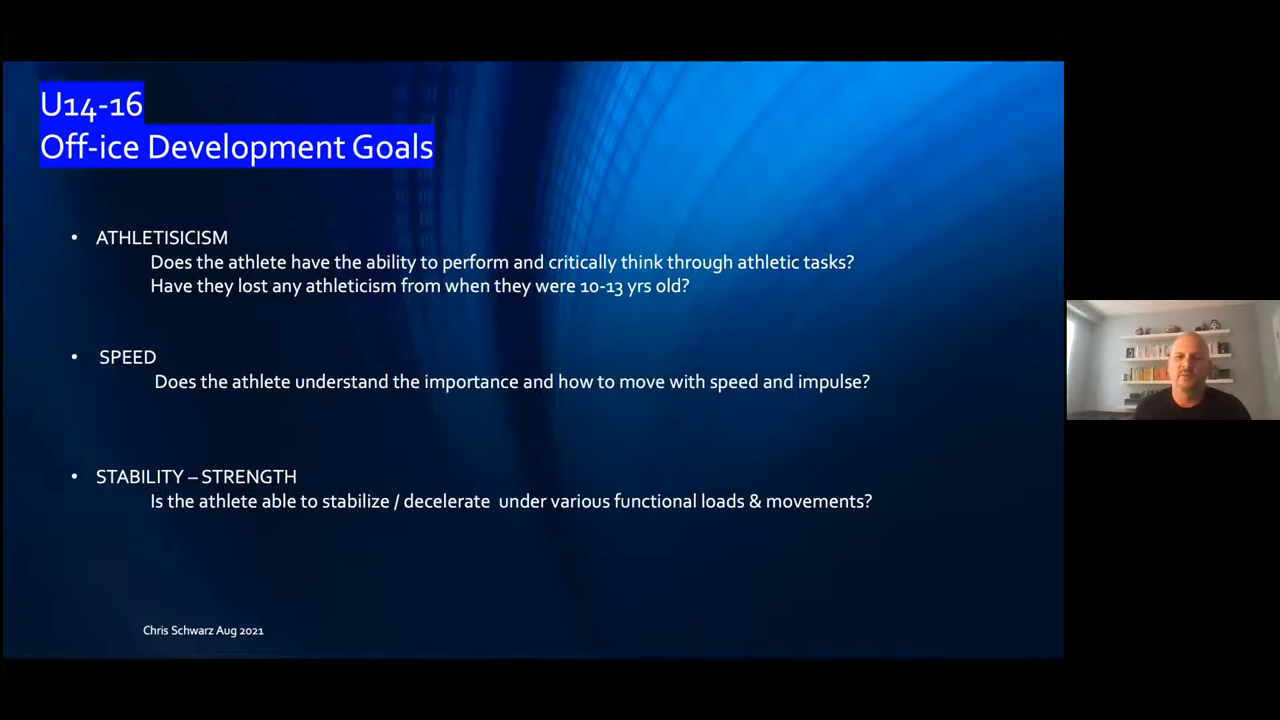 U14-16
Off-ice Development Goals
• ATHLETISICISM
Does the athlete have the ability to perform and critically think through athletic tasks?
Have they lost any athleticism from when they were 10-13 yrs old?
• SPEED
Does the athlete understand the importance and how to move with speed and impulse?
• STABILITY – STRENGTH
Is the athlete able to stabilize / decelerate under various functional loads & movements?
Chris Schwarz Aug 2021